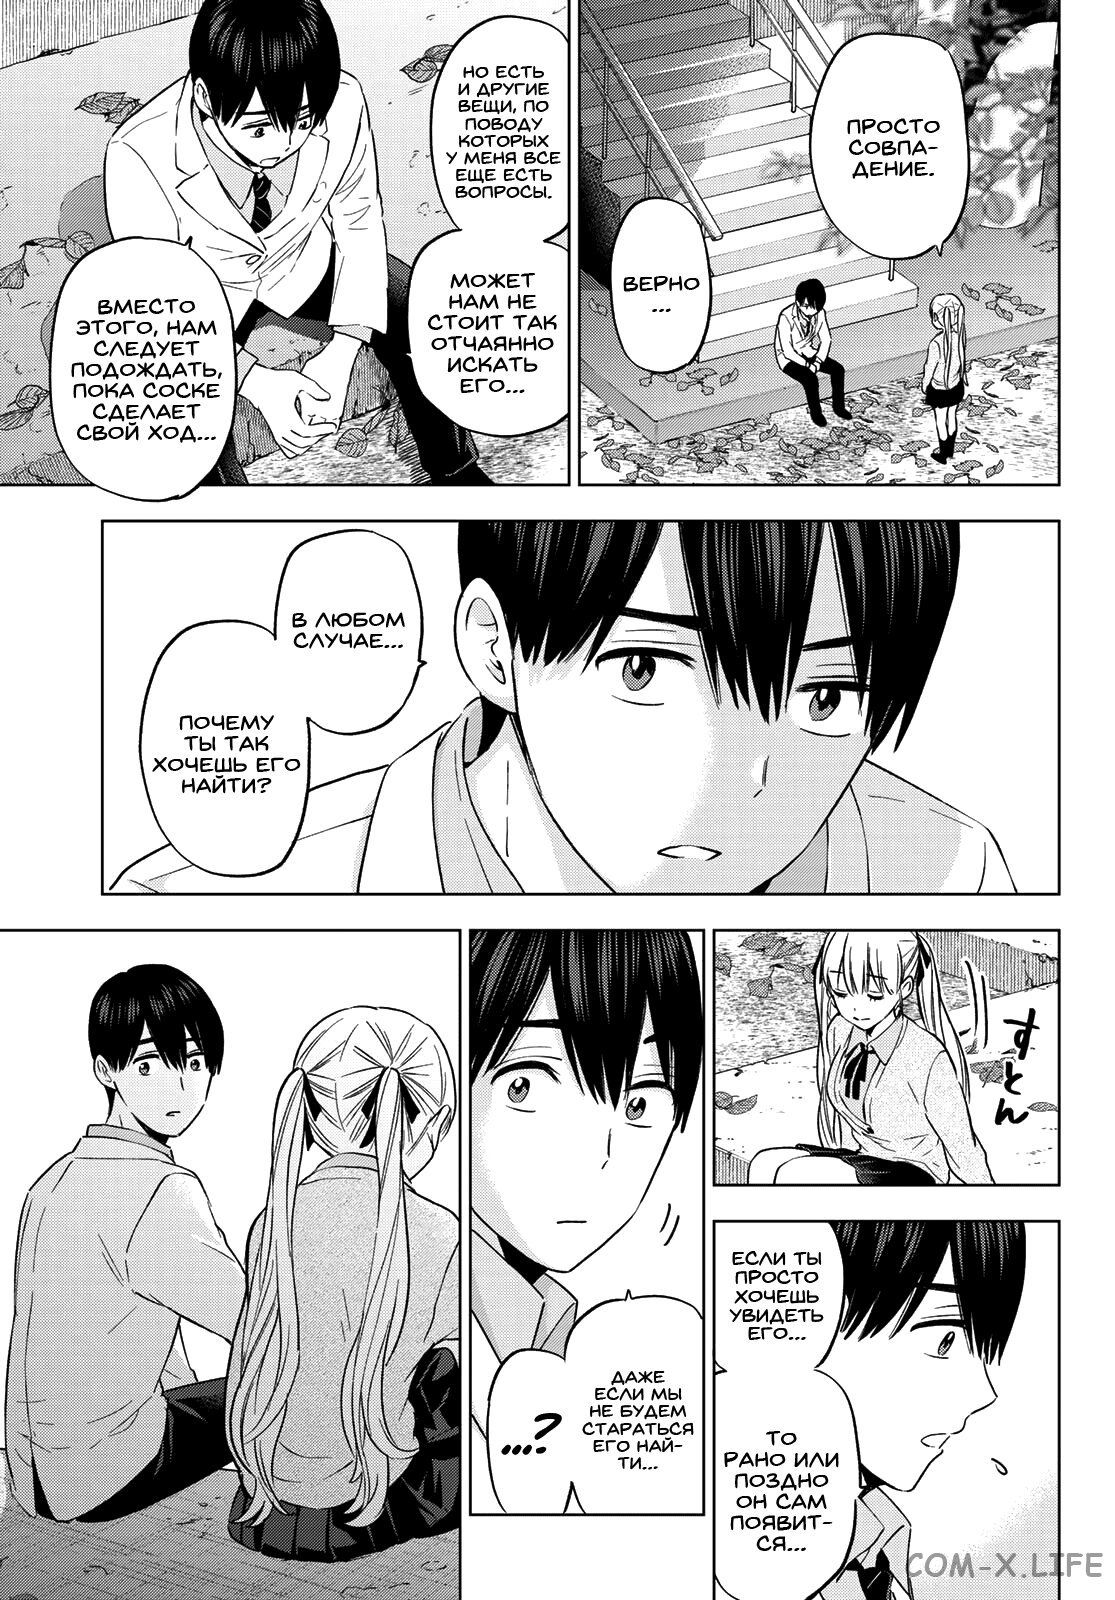 ПРОСТО
СОВПА-
ДЕНИЕ.
ВЕРНО
...
НО ЕСТЬ
И ДРУГИЕ
ВЕЩИ, ПО
ПОВОДУ
КОТОРЫХ
У МЕНЯ ВСЕ
ЕЩЕ ЕСТЬ
ВОПРОСЫ.
МОЖЕТ
НАМ НЕ
СТОИТ ТАК
ОТЧАЯННО
ИСКАТЬ
ЕГО...
ВМЕСТО
ЭТОГО, НАМ
СЛЕДУЕТ
ПОДОЖДАТЬ,
ПОКА СОСКЕ
СДЕЛАЕТ
СВОЙ ХОД...
В ЛЮБОМ
СЛУЧАЕ...
ПОЧЕМУ
ТЫ ТАК
ХОЧЕШЬ ЕГО
НАЙТИ?
すとん
ЕСЛИ ТЫ
ПРОСТО
ХОЧЕШЬ
УВИДЕТЬ
ЕГО...
ТО
РАНО ИЛИ
ПОЗДНО
ОН САМ
ПОЯВИТ-
СЯ...
ДАЖЕ
ЕСЛИ МЫ
НЕ БУДЕМ
СТАРАТЬСЯ
ЕГО НАЙ-
ТИ...
...?
COM-X.LIFE